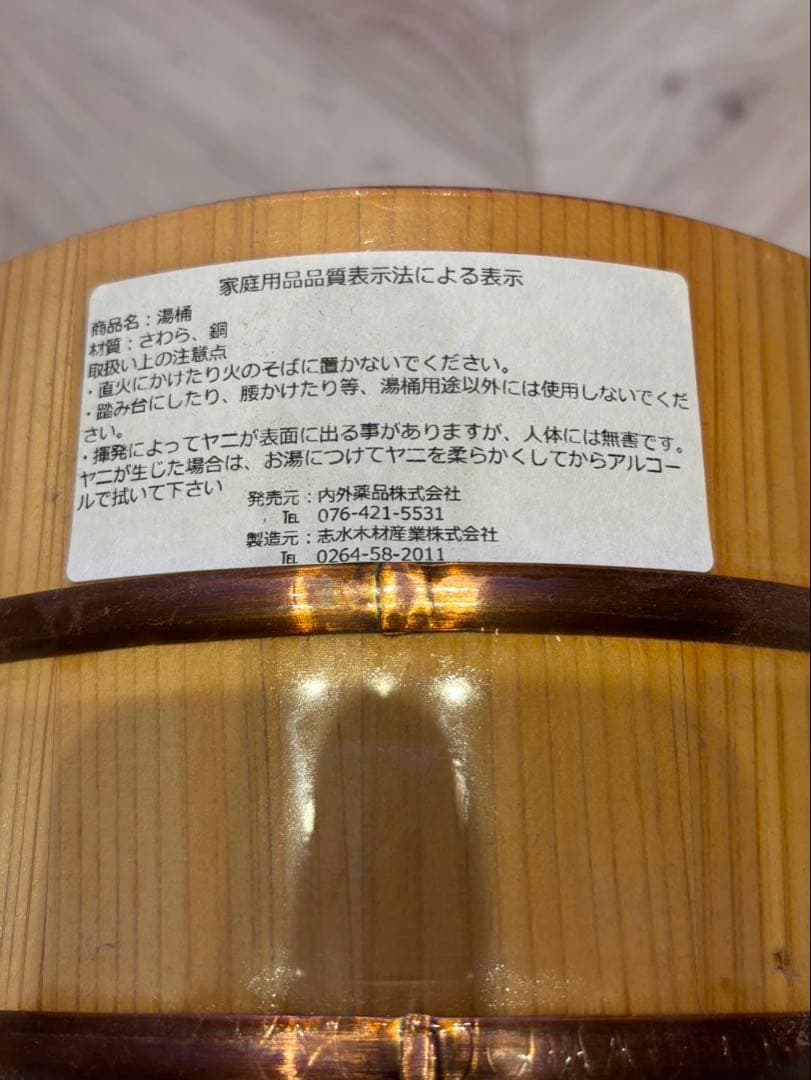 家庭用品品質表示法による表示
商品名：湯桶
材質：さわら、銅
取扱い上の注意点
・直火にかけたり火のそばに置かないでください。
・踏み台にしたり、腰かけたり等、湯桶用途以外には使用しないでくだ
さい。
・揮発によってヤニが表面に出る事がありますが、人体には無害です。
ヤニが生じた場合は、お湯につけてヤニを柔らかくしてからアルコー
ルで拭いて下さい
発売元：内外薬品株式会社
℡ 076-421-5531
製造元：志水木材産業株式会社
℡ 0264-58-2011